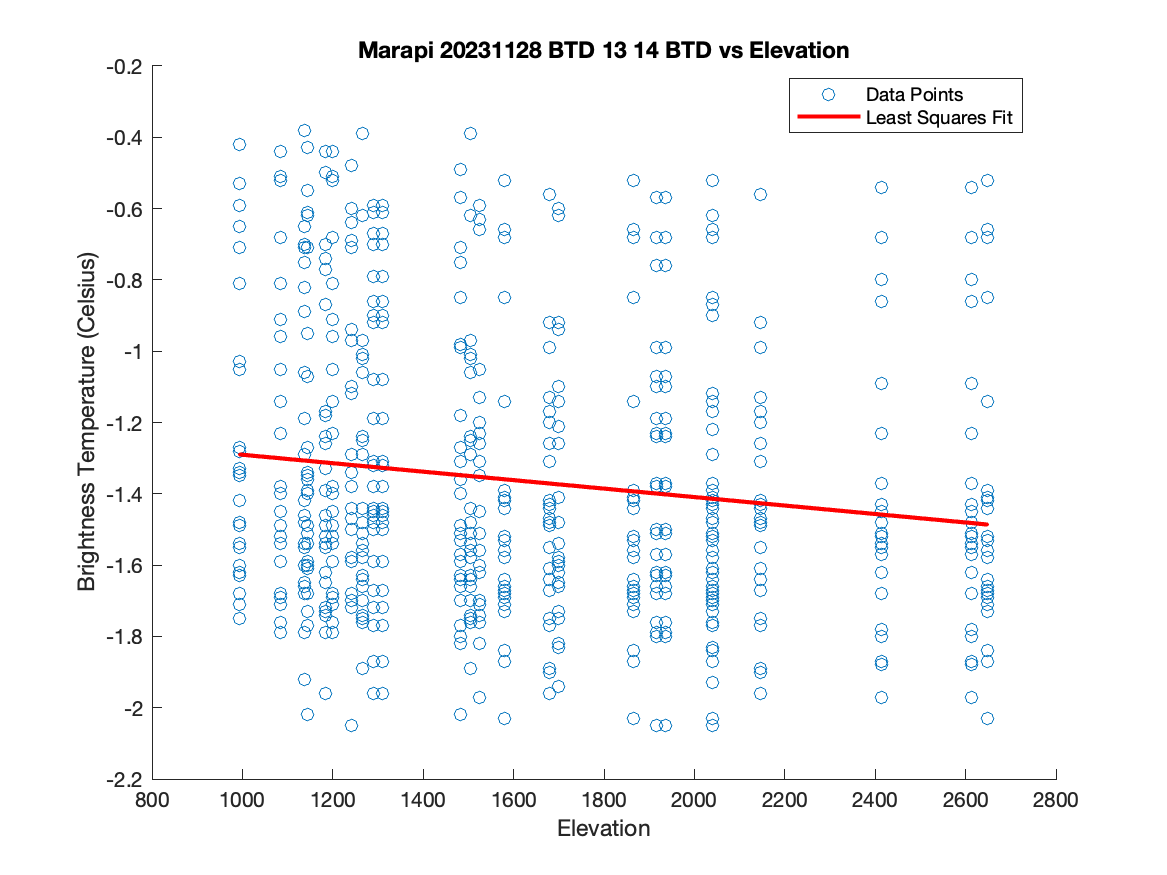 Marapi 20231128 BTD 13 14 BTD vs Elevation
Data Points
Least Squares Fit
Brightness Temperature (Celsius)
-0.2
-0.4
-0.6
-0.8
-1
-1.2
-1.4
-1.6
-1.8
-2
-2.2
800 1000 1200 1400 1600 1800 2000 2200 2400 2600 2800
Elevation